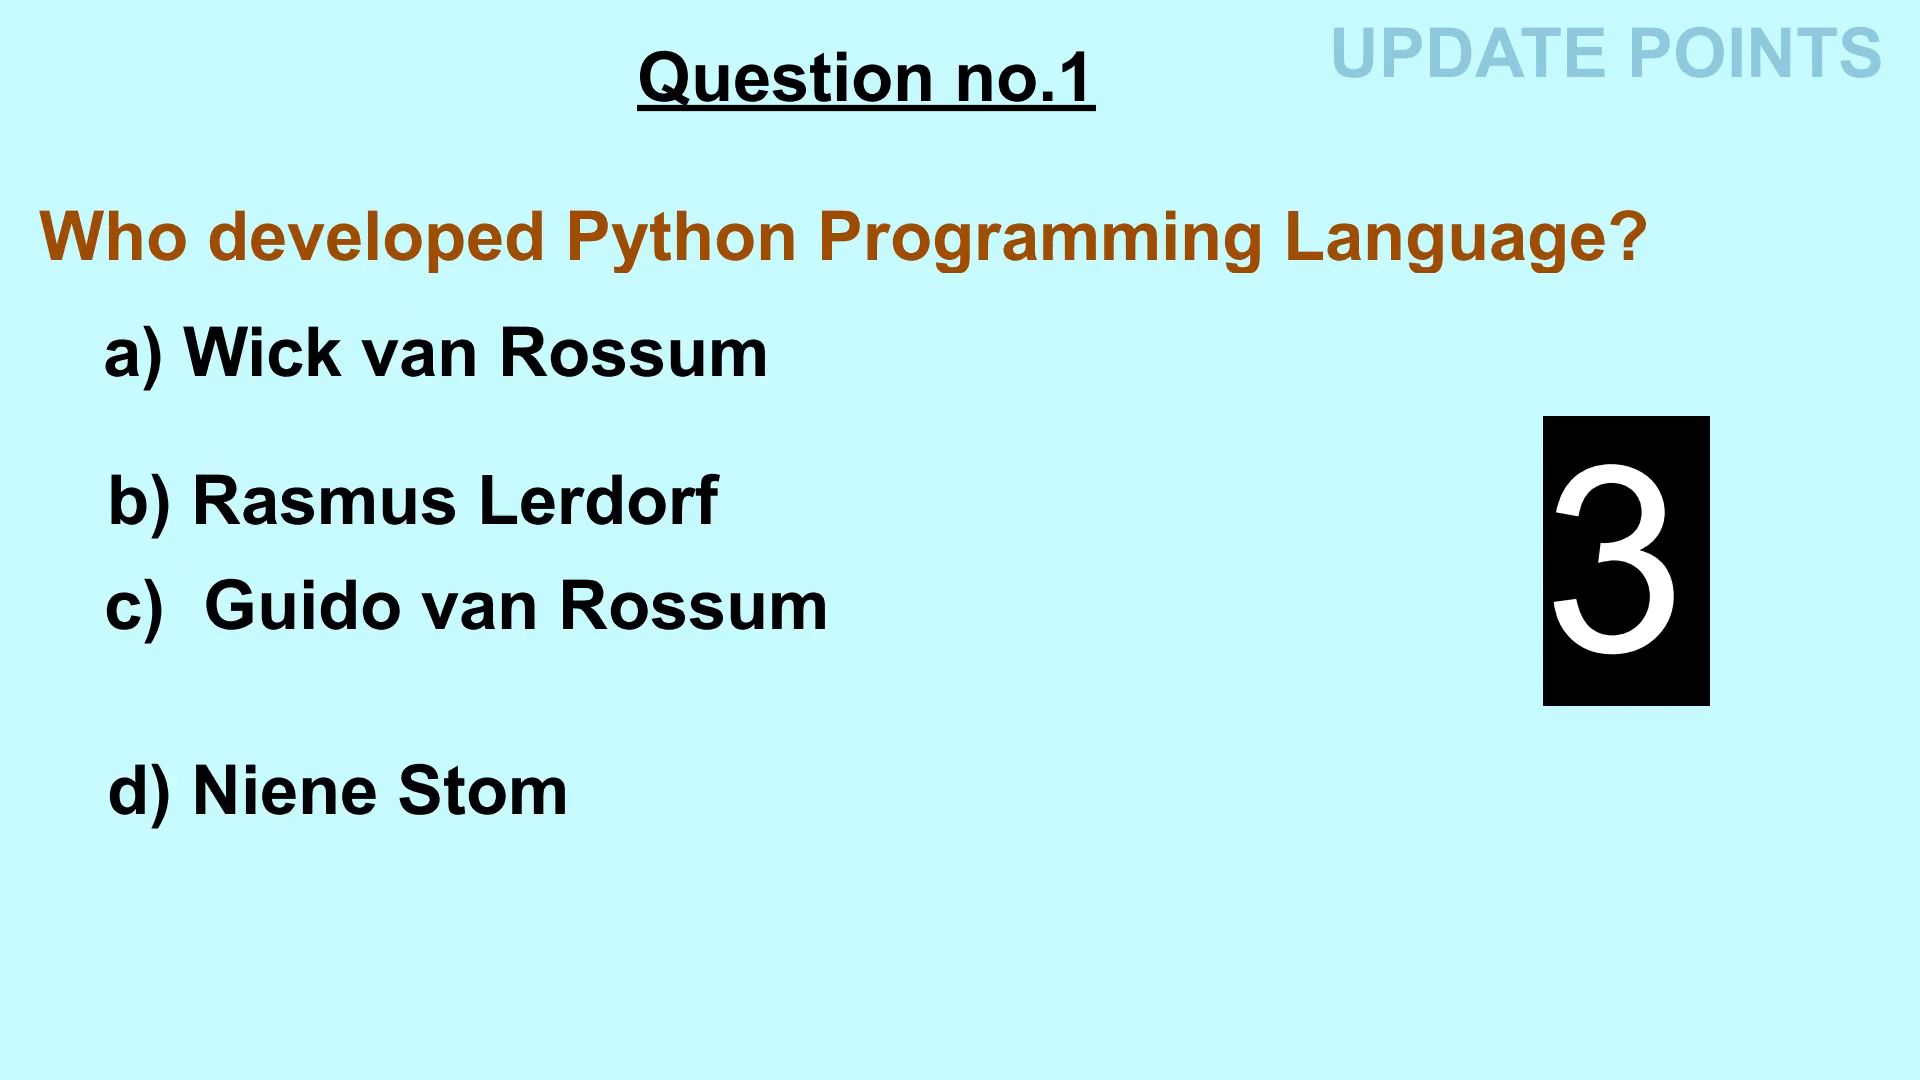 UPDATE POINTS
Question no.1
Who developed Python Programming Language?
a) Wick van Rossum
b) Rasmus Lerdorf
c)  Guido van Rossum
3
d) Niene Stom